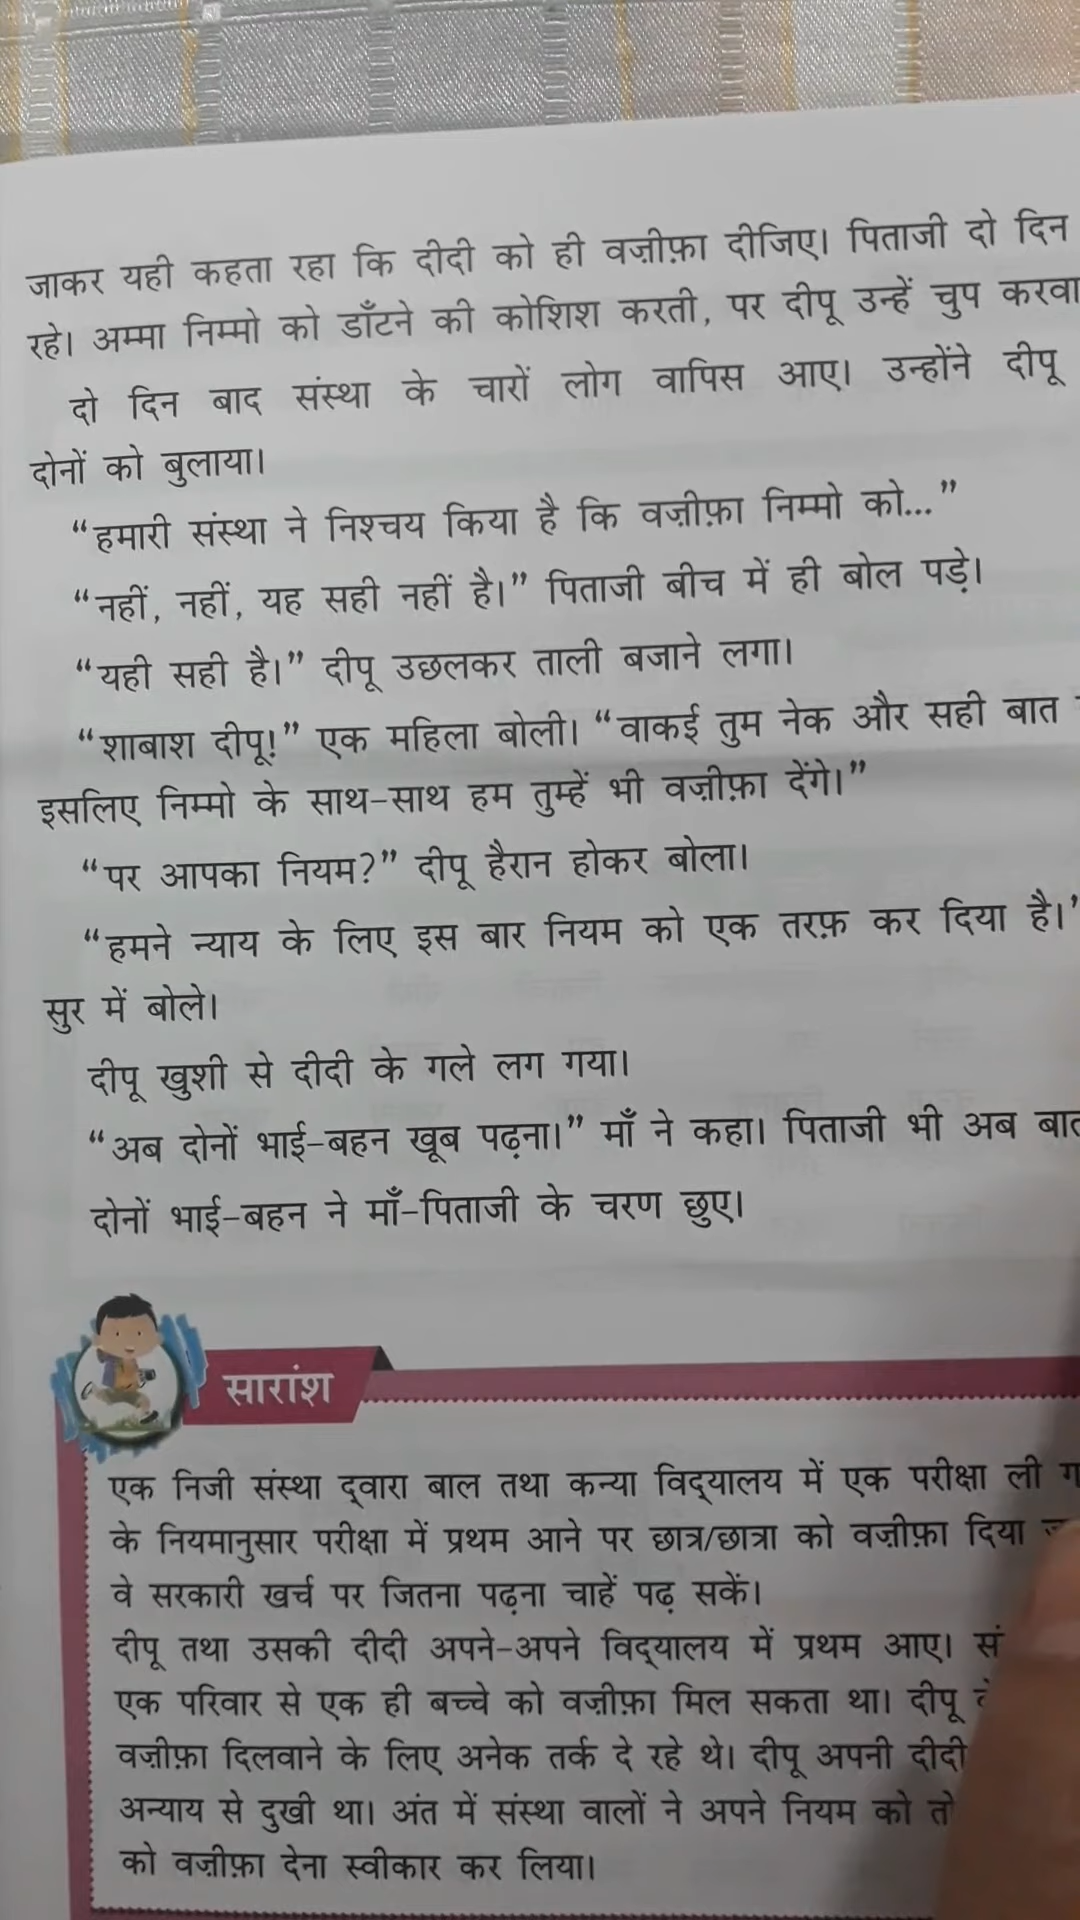 जाकर यही कहता रहा कि दीदी को ही वज़ीफ़ा दीजिए। पिताजी दो दिन
रहे। अम्मा निम्मो को डाँटने की कोशिश करती, पर दीपू उन्हें चुप करवा
दो दिन बाद संस्था के चारों लोग वापिस आए। उन्होंने दीपू
दोनों को बुलाया।
“हमारी संस्था ने निश्चय किया है कि वज़ीफ़ा निम्मो को...”
“नहीं, नहीं, यह सही नहीं है।” पिताजी बीच में ही बोल पड़े।
“यही सही है।” दीपू उछलकर ताली बजाने लगा।
“शाबाश दीपू!” एक महिला बोली। “वाकई तुम नेक और सही बात
इसलिए निम्मो के साथ-साथ हम तुम्हें भी वज़ीफ़ा देंगे।”
“पर आपका नियम?” दीपू हैरान होकर बोला।
“हमने न्याय के लिए इस बार नियम को एक तरफ़ कर दिया है।”
सुर में बोले।
दीपू खुशी से दीदी के गले लग गया।
“अब दोनों भाई-बहन खूब पढ़ना।” माँ ने कहा। पिताजी भी अब
दोनों भाई-बहन ने माँ-पिताजी के चरण छुए।
सारांश
एक निजी संस्था द्वारा बाल तथा कन्या विद्यालय में एक परीक्षा ली
के नियमानुसार परीक्षा में प्रथम आने पर छात्र/छात्रा को वज़ीफ़ा दिया
वे सरकारी खर्च पर जितना पढ़ना चाहें पढ़ सकें।
दीपू तथा उसकी दीदी अपने-अपने विद्यालय में प्रथम आए।
एक परिवार से एक ही बच्चे को वज़ीफ़ा मिल सकता था। दीपू
वज़ीफ़ा दिलवाने के लिए अनेक तर्क दे रहे थे। दीपू अपनी दीदी
अन्याय से दुखी था। अंत में संस्था वालों ने अपने नियम को
को वज़ीफ़ा देना स्वीकार कर लिया।